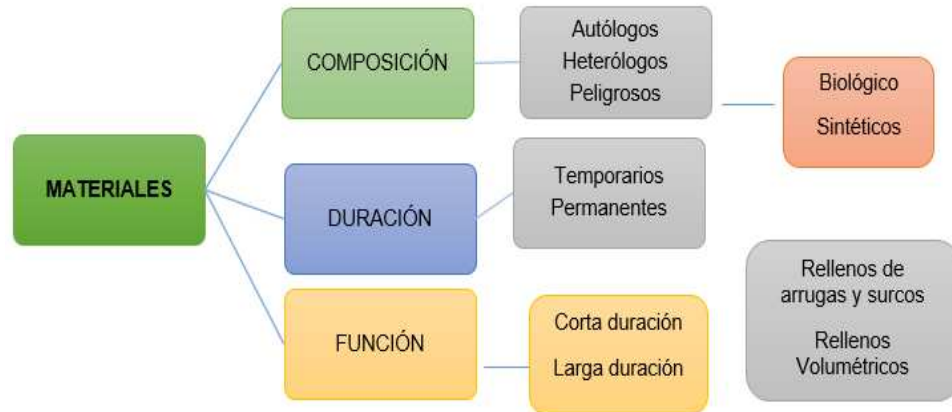 MATERIALES
COMPOSICIÓN
Autólogos
Heterólogos
Peligrosos
Biológico
Sintéticos
DURACIÓN
Temporarios
Permanentes
FUNCIÓN
Corta duración
Larga duración
Rellenos de
arrugas y surcos
Rellenos
Volumétricos